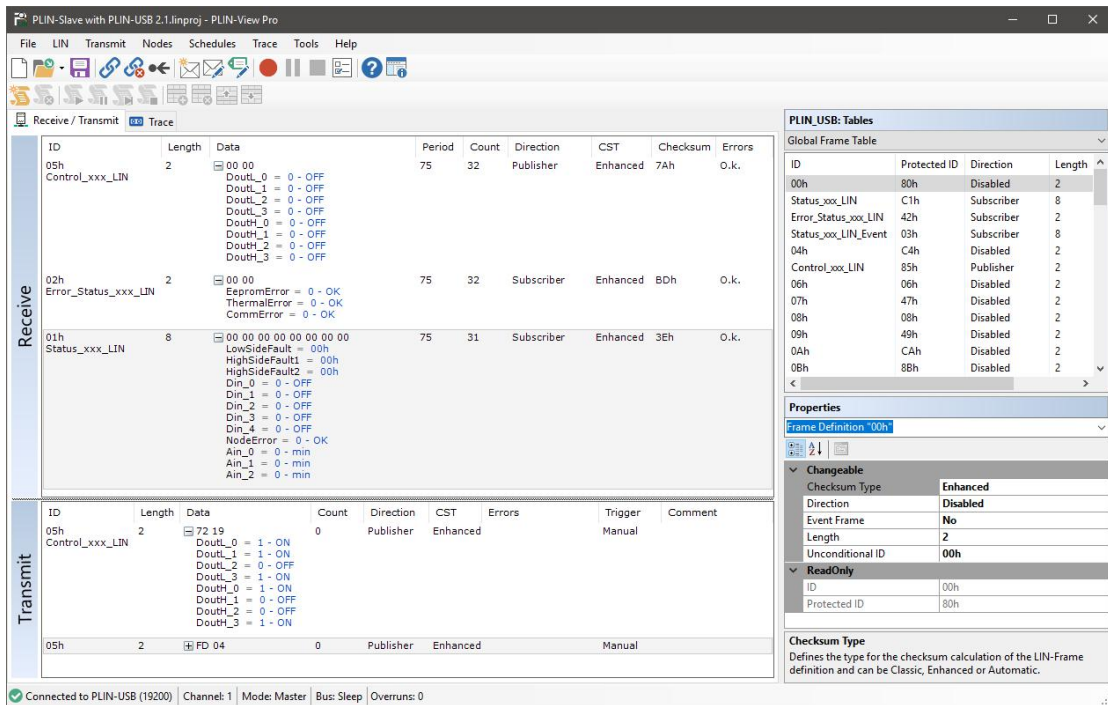 PLIN-Slave with PLIN-USB 2.1.linproj - PLIN-View Pro
File LIN Transmit Nodes Schedules Trace Tools Help
Receive / Transmit Trace
Receive
ID Length Data Period Count Direction CST Checksum Errors
05h 2 00 00 75 32 Publisher Enhanced 7Ah O.k.
Control_xxx_LIN DoutL_0 = 0 - OFF
DoutL_1 = 0 - OFF
DoutL_2 = 0 - OFF
DoutL_3 = 0 - OFF
DoutH_0 = 0 - OFF
DoutH_1 = 0 - OFF
DoutH_2 = 0 - OFF
DoutH_3 = 0 - OFF
02h 2 00 00 75 32 Subscriber Enhanced BDh O.k.
Error_Status_xxx_LIN EepromError = 0 - OK
ThermalError = 0 - OK
CommError = 0 - OK
01h 8 00 00 00 00 00 00 00 00 75 31 Subscriber Enhanced 3Eh O.k.
Status_xxx_LIN LowSideFault = 00h
HighSideFault1 = 00h
HighSideFault2 = 00h
Din_0 = 0 - OFF
Din_1 = 0 - OFF
Din_2 = 0 - OFF
Din_3 = 0 - OFF
Din_4 = 0 - OFF
NodeError = 0 - OK
Ain_0 = 0 - min
Ain_1 = 0 - min
Ain_2 = 0 - min
Transmit
ID Length Data Count Direction CST Errors Trigger Comment
05h 2 72 19 0 Publisher Enhanced Manual
Control_xxx_LIN DoutL_0 = 1 - ON
DoutL_1 = 1 - ON
DoutL_2 = 0 - OFF
DoutL_3 = 1 - ON
DoutH_0 = 1 - ON
DoutH_1 = 0 - OFF
DoutH_2 = 0 - OFF
DoutH_3 = 1 - ON
05h 2 FD 04 0 Publisher Enhanced Manual
PLIN_USB: Tables
Global Frame Table
ID Protected ID Direction Length
00h 80h Disabled 2
Status_xxx_LIN C1h Subscriber 8
Error_Status_xxx_LIN 42h Subscriber 2
Status_xxx_LIN_Event 03h Subscriber 8
04h C4h Disabled 2
Control_xxx_LIN 85h Publisher 2
06h 06h Disabled 2
07h 47h Disabled 2
08h 08h Disabled 2
09h 49h Disabled 2
0Ah CAh Disabled 2
0Bh 8Bh Disabled 2
Properties
Frame Definition "00h"
Changeable
Checksum Type Enhanced
Direction Disabled
Event Frame No
Length 2
Unconditional ID 00h
ReadOnly
ID 00h
Protected ID 80h
Checksum Type
Defines the type for the checksum calculation of the LIN-Frame
definition and can be Classic, Enhanced or Automatic.
Connected to PLIN-USB (19200) Channel: 1 Mode: Master Bus: Sleep Overruns: 0